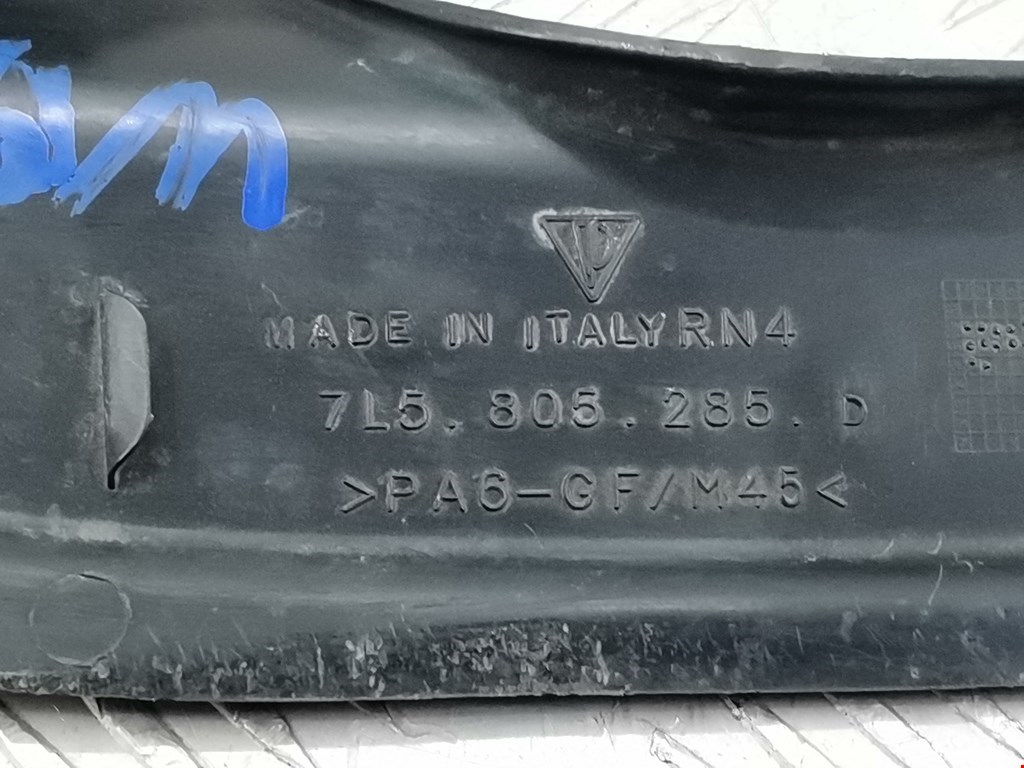 MADE IN ITALY RN4
7L5.805.285.D
>PA6-GF/M45<